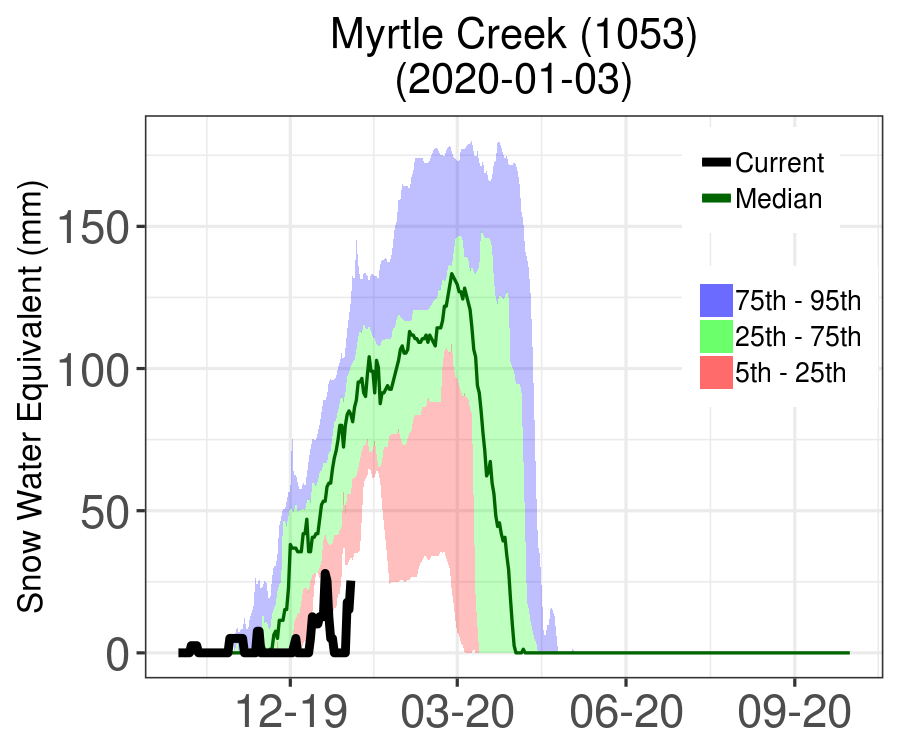 Myrtle Creek (1053)
(2020-01-03)
Snow Water Equivalent (mm)
150
100
50
0
12-19
03-20
06-20
09-20
Current
Median
75th - 95th
25th - 75th
5th - 25th